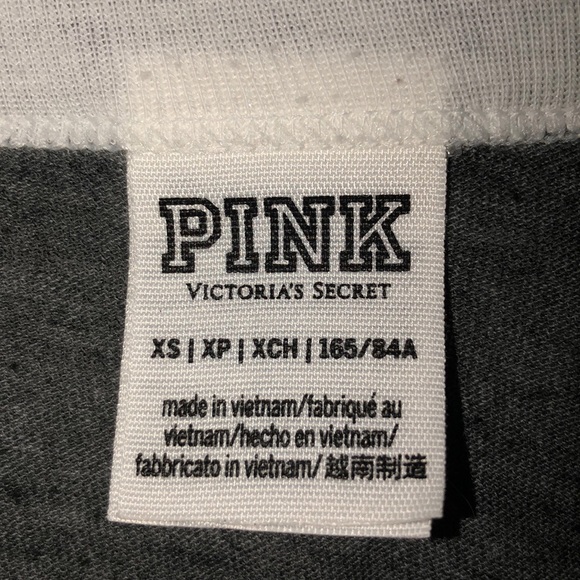 PINK
VICTORIA'S SECRET
XS | XP | XCH | 165/84A
made in vietnam/fabriqué au
vietnam/hecho en vietnam/
fabbricato in vietnam/越南制造